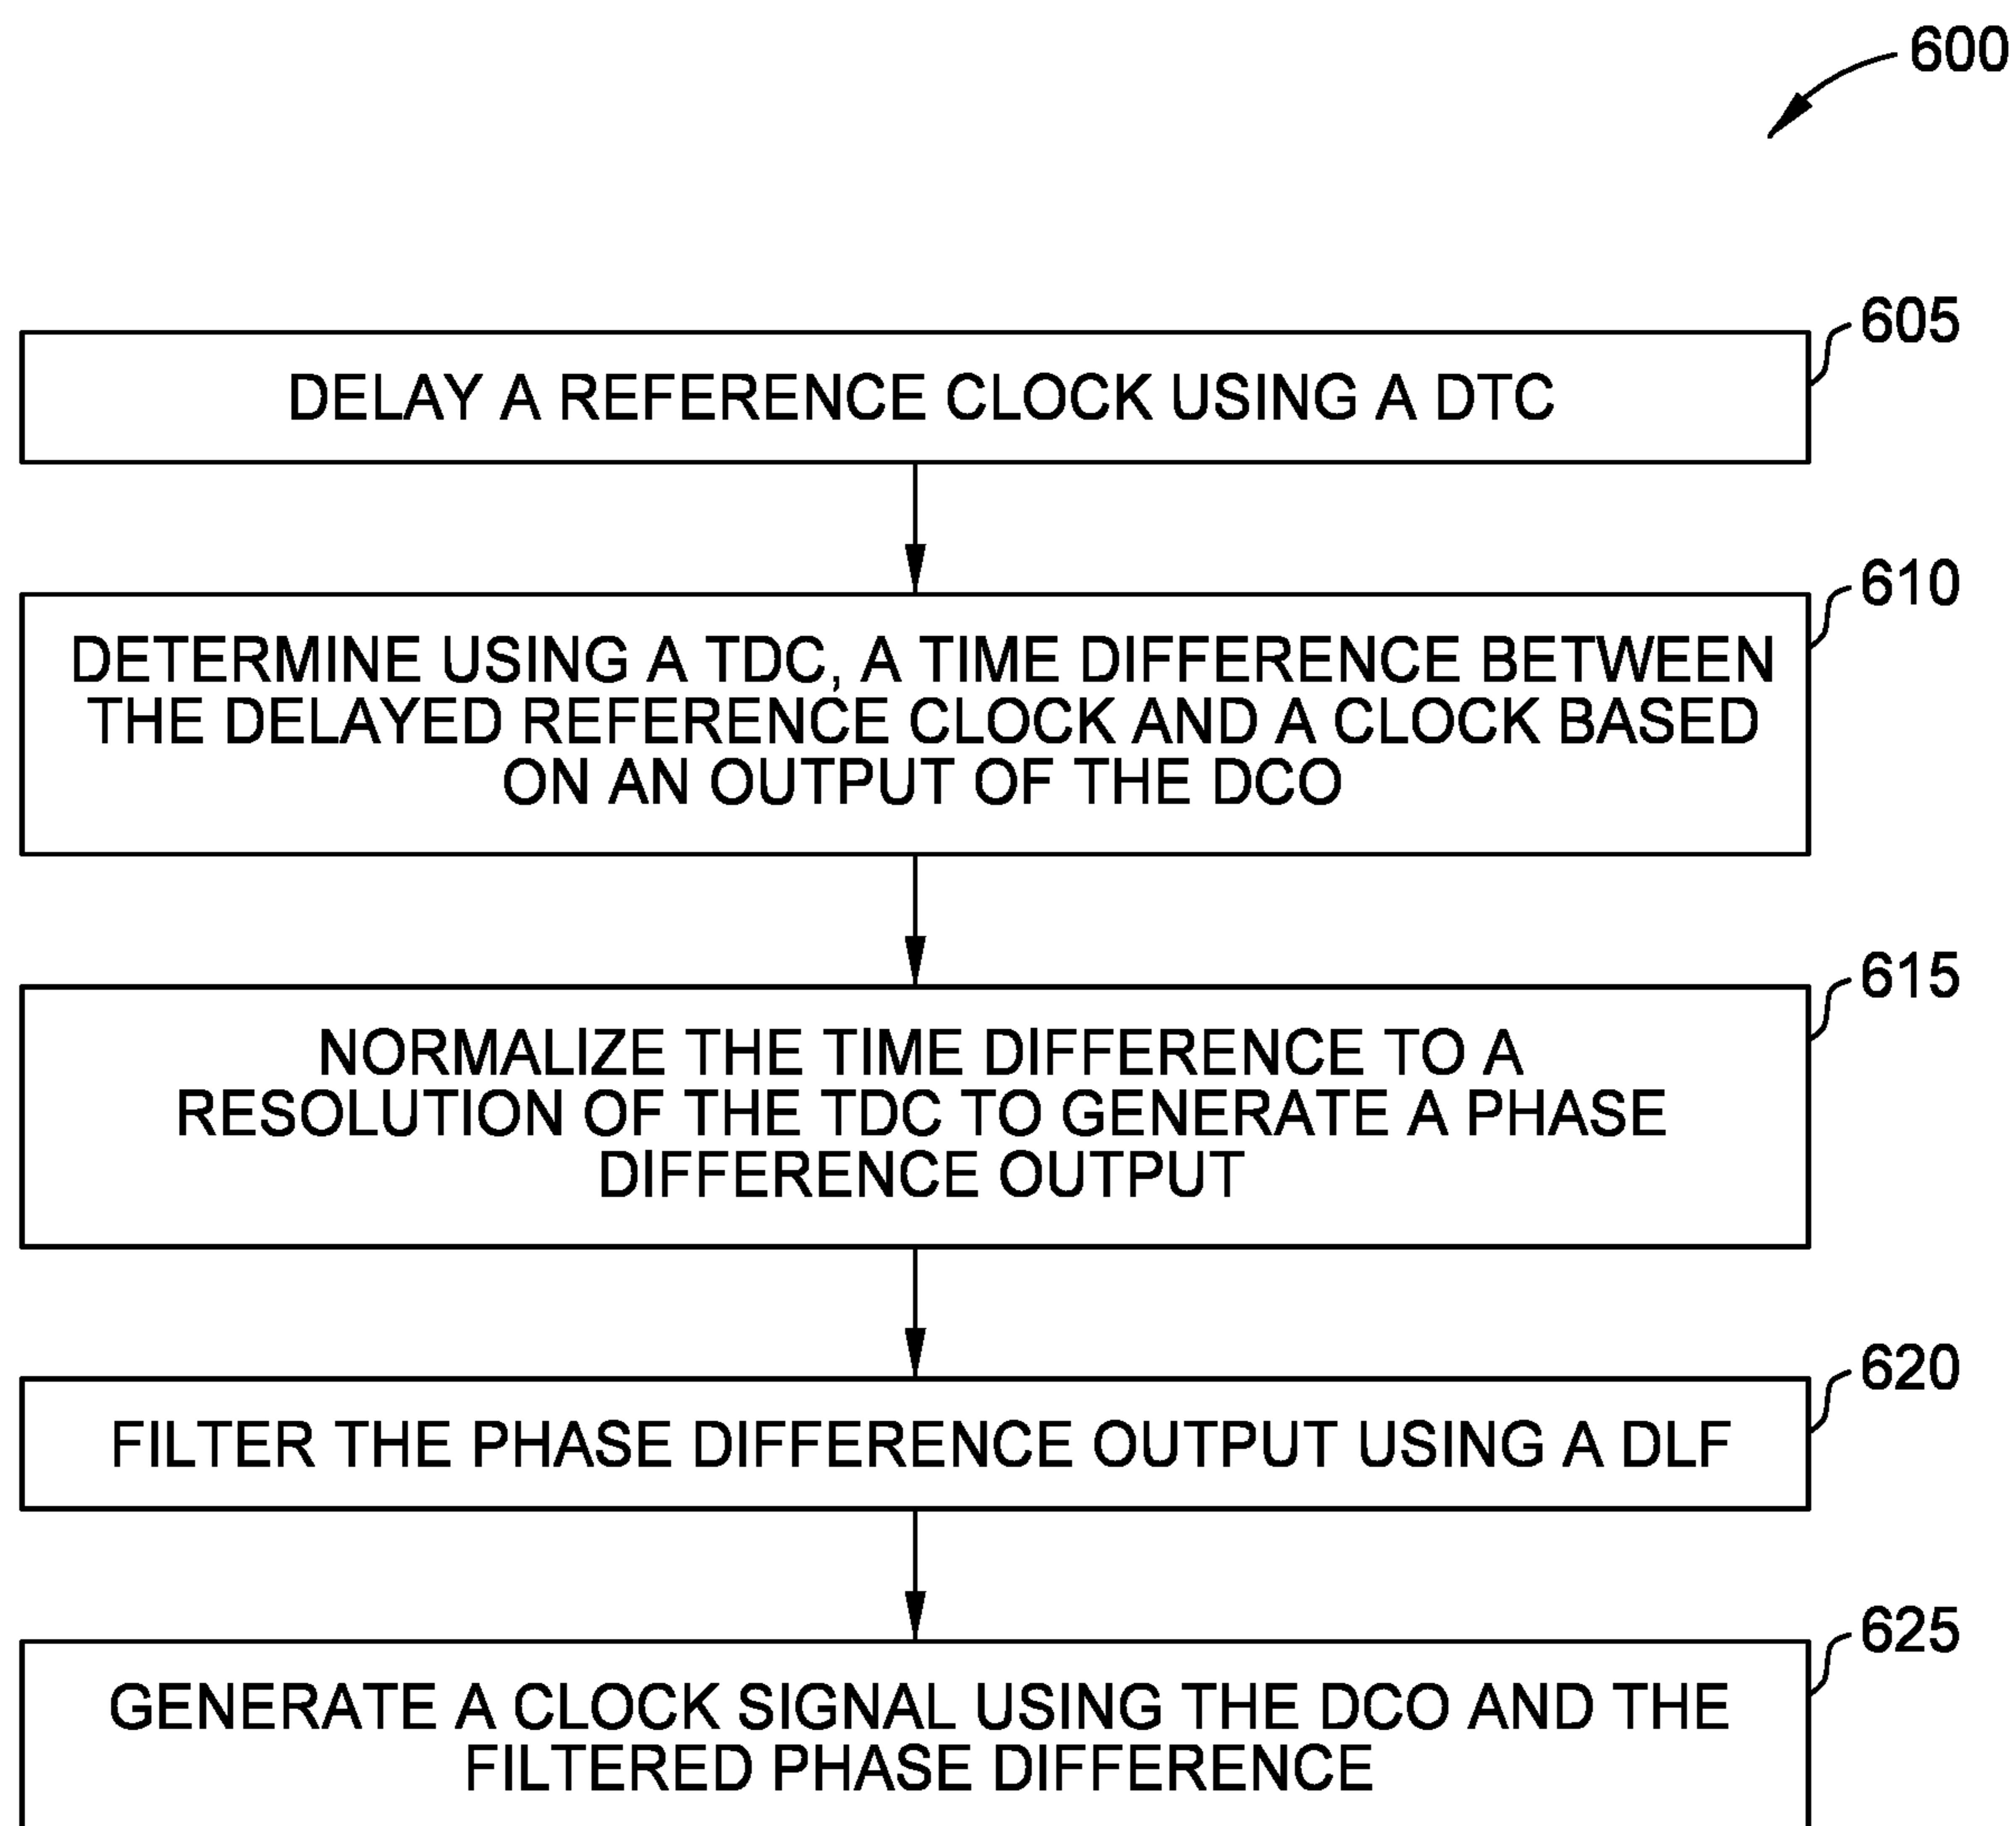 600
605
DELAY A REFERENCE CLOCK USING A DTC
610
DETERMINE USING A TDC, A TIME DIFFERENCE BETWEEN
THE DELAYED REFERENCE CLOCK AND A CLOCK BASED
ON AN OUTPUT OF THE DCO
615
NORMALIZE THE TIME DIFFERENCE TO A
RESOLUTION OF THE TDC TO GENERATE A PHASE
DIFFERENCE OUTPUT
620
FILTER THE PHASE DIFFERENCE OUTPUT USING A DLF
625
GENERATE A CLOCK SIGNAL USING THE DCO AND THE
FILTERED PHASE DIFFERENCE